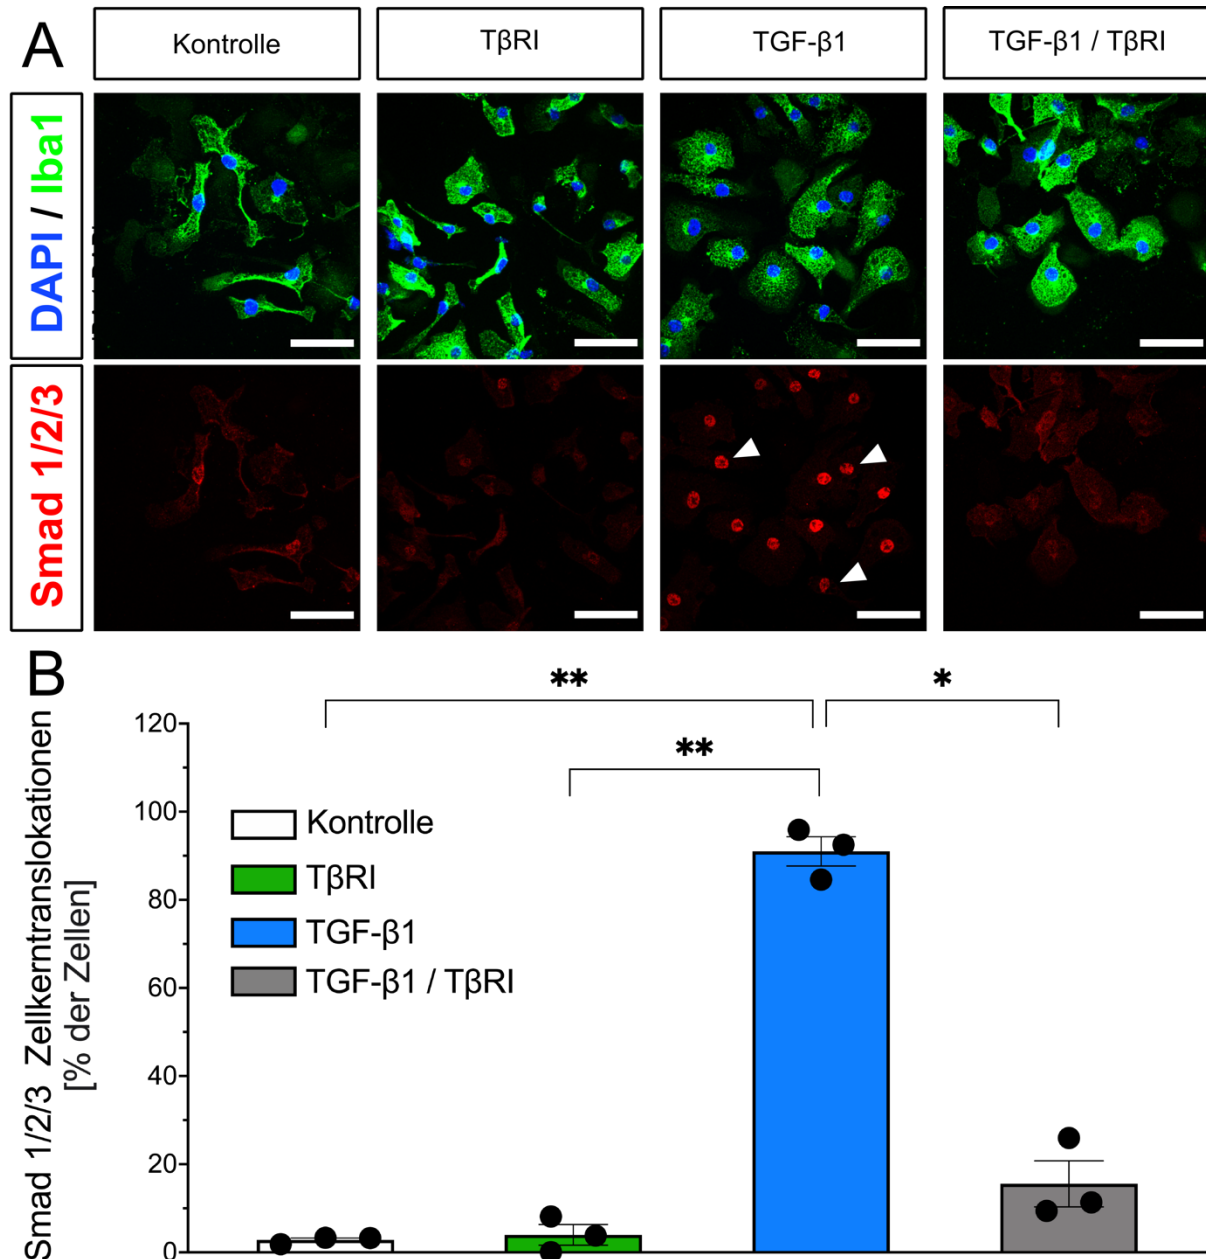 A
Kontrolle
TβRI
TGF-β1
TGF-β1 / TβRI
DAPI / Iba1
Smad 1/2/3
B
**
*
**
Smad 1/2/3 Zellkerntranslokationen
[% der Zellen]
120
100
80
60
40
20
0
Kontrolle
TβRI
TGF-β1
TGF-β1 / TβRI